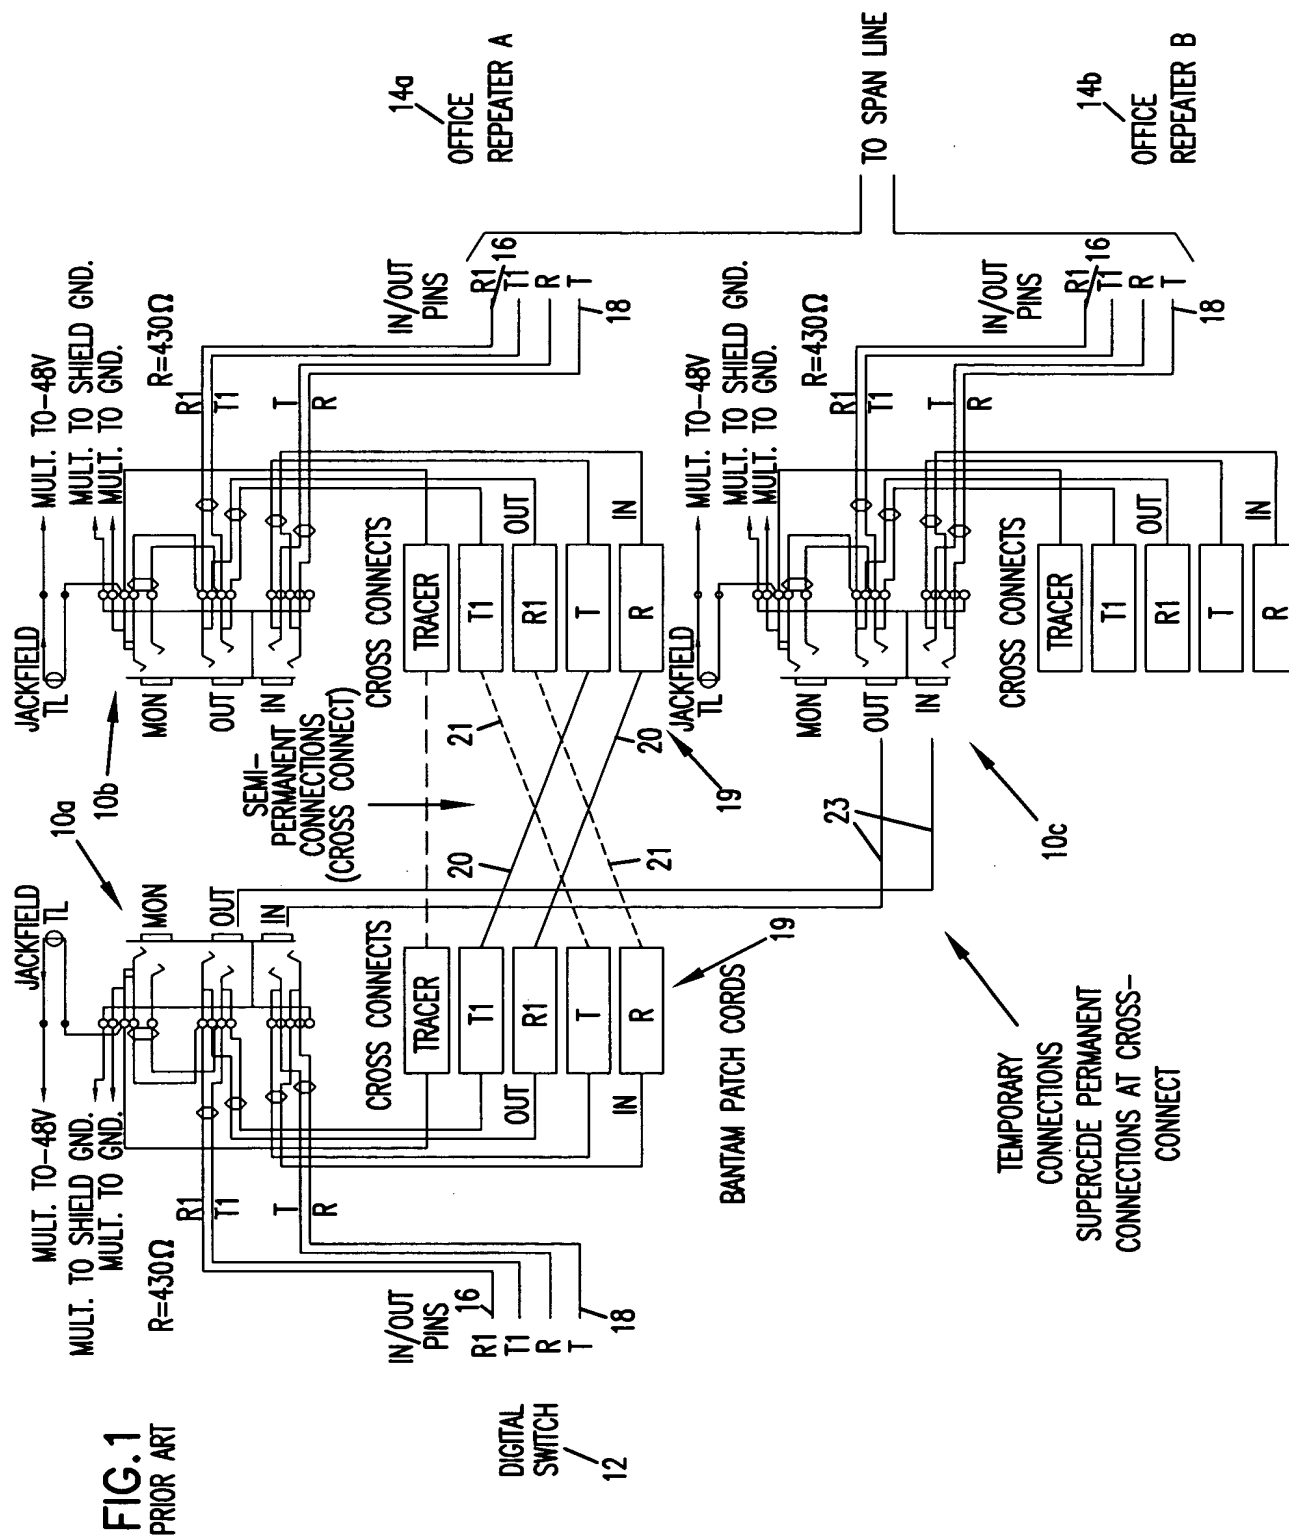 FIG.1
PRIOR ART
DIGITAL
SWITCH
12
MULT. TO-48V
MULT. TO SHIELD GND.
MULT. TO GND.
R=430Ω
R1
T1
T
R
IN/OUT
PINS
R1
16
T1
R
T
18
JACKFIELD
TL
MON
OUT
IN
10a
CROSS CONNECTS
TRACER
T1
R1
T
R
OUT
IN
19
BANTAM PATCH CORDS
SEMI-
PERMANENT
CONNECTIONS
(CROSS CONNECT)
20
21
21
20
19
10b
JACKFIELD
TL
MON
OUT
IN
MULT. TO-48V
MULT. TO SHIELD GND.
MULT. TO GND.
R=430Ω
R1
T1
T
R
CROSS CONNECTS
TRACER
T1
R1
T
R
OUT
IN
IN/OUT
PINS
R1
16
T1
R
T
18
14a
OFFICE
REPEATER A
TO SPAN LINE
TEMPORARY
CONNECTIONS
SUPERCEDE PERMANENT
CONNECTIONS AT CROSS-
CONNECT
23
10c
JACKFIELD
TL
MON
OUT
IN
MULT. TO-48V
MULT. TO SHIELD GND.
MULT. TO GND.
R=430Ω
R1
T1
T
R
CROSS CONNECTS
TRACER
T1
R1
T
R
OUT
IN
IN/OUT
PINS
R1
16
T1
R
T
18
14b
OFFICE
REPEATER B